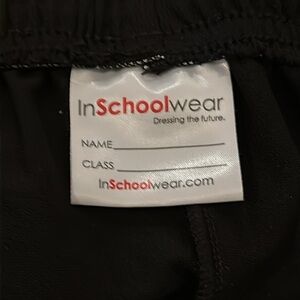 InSchoolwear
Dressing the future.
NAME
CLASS
InSchoolwear.com